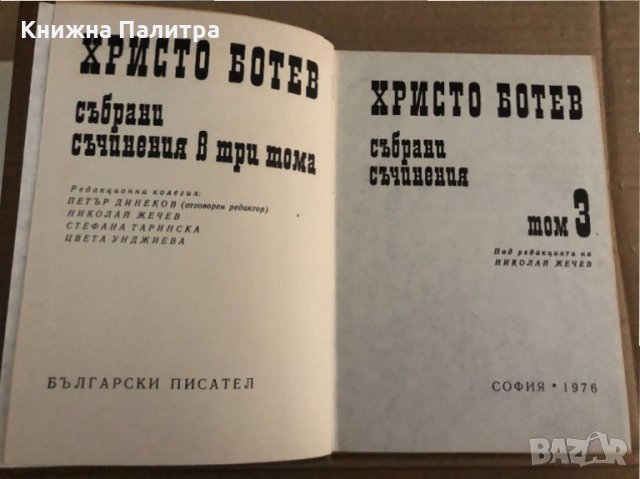 Книжна Палитра
ХРИСТО БОТЕВ
събрани
съчинения в три тома
Редакционна колегия:
ПЕТЪР ДИНЕКОВ (отговорен редактор)
НИКОЛАЙ ЖЕЧЕВ
СТЕФАНА ТАРИНСКА
ЦВЕТА УНДЖИЕВА
БЪЛГАРСКИ ПИСАТЕЛ
ХРИСТО БОТЕВ
събрани
съчинения
том 3
Под редакцията на
НИКОЛАЙ ЖЕЧЕВ
СОФИЯ • 1976
BAZAR